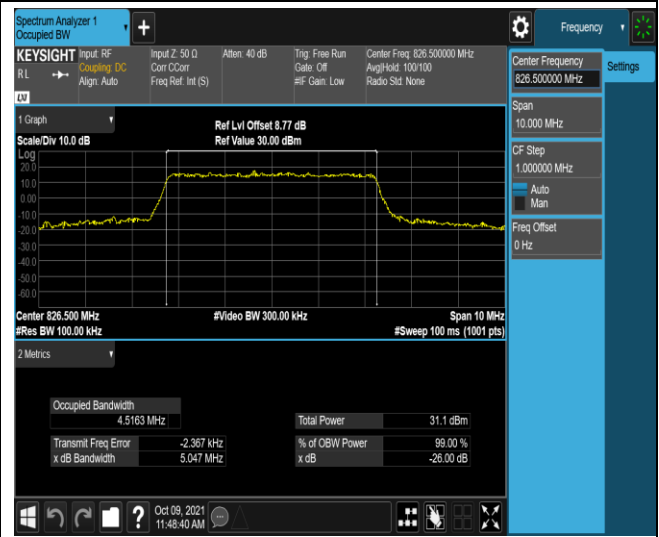 Spectrum Analyzer 1
Occupied BW
+
Frequency
KEYSIGHT
RL
LXI
Input: RF
Coupling: DC
Align: Auto
Input Z: 50 Ω
Corr CCorr
Freq Ref: Int (S)
Atten: 40 dB
Trig: Free Run
Gate: Off
#IF Gain: Low
Center Freq: 826.500000 MHz
Avg|Hold: 100/100
Radio Std: None
Center Frequency
826.500000 MHz
Settings
Span
10.000 MHz
CF Step
1.000000 MHz
Auto
Man
Freq Offset
0 Hz
1 Graph
Scale/Div 10.0 dB
Ref Lvl Offset 8.77 dB
Ref Value 30.00 dBm
Log
20.0
10.0
0.00
-10.0
-20.0
-30.0
-40.0
-50.0
-60.0
Center 826.500 MHz
#Video BW 300.00 kHz
Span 10 MHz
#Res BW 100.00 kHz
#Sweep 100 ms (1001 pts)
2 Metrics
Occupied Bandwidth
4.5163 MHz
Total Power 31.1 dBm
Transmit Freq Error -2.367 kHz
% of OBW Power 99.00 %
x dB Bandwidth 5.047 MHz
x dB -26.00 dB
?
Oct 09, 2021
11:48:40 AM